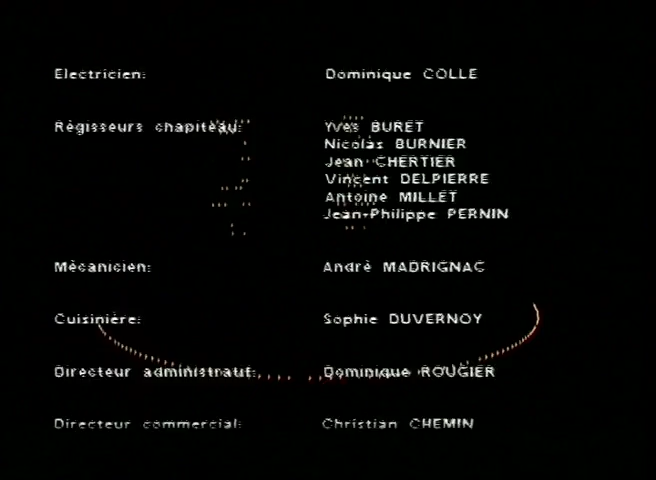 Electricien: Dominique COLLE
Régisseurs chapiteau: Yves BURET
Nicolas BURNIER
Jean CHERTIER
Vincent DELPIERRE
Antoine MILLET
Jean-Philippe PERNIN
Mécanicien: André MADRIGNAC
Cuisinière: Sophie DUVERNOY
Directeur administratif: Dominique ROUGIER
Directeur commercial: Christian CHEMIN